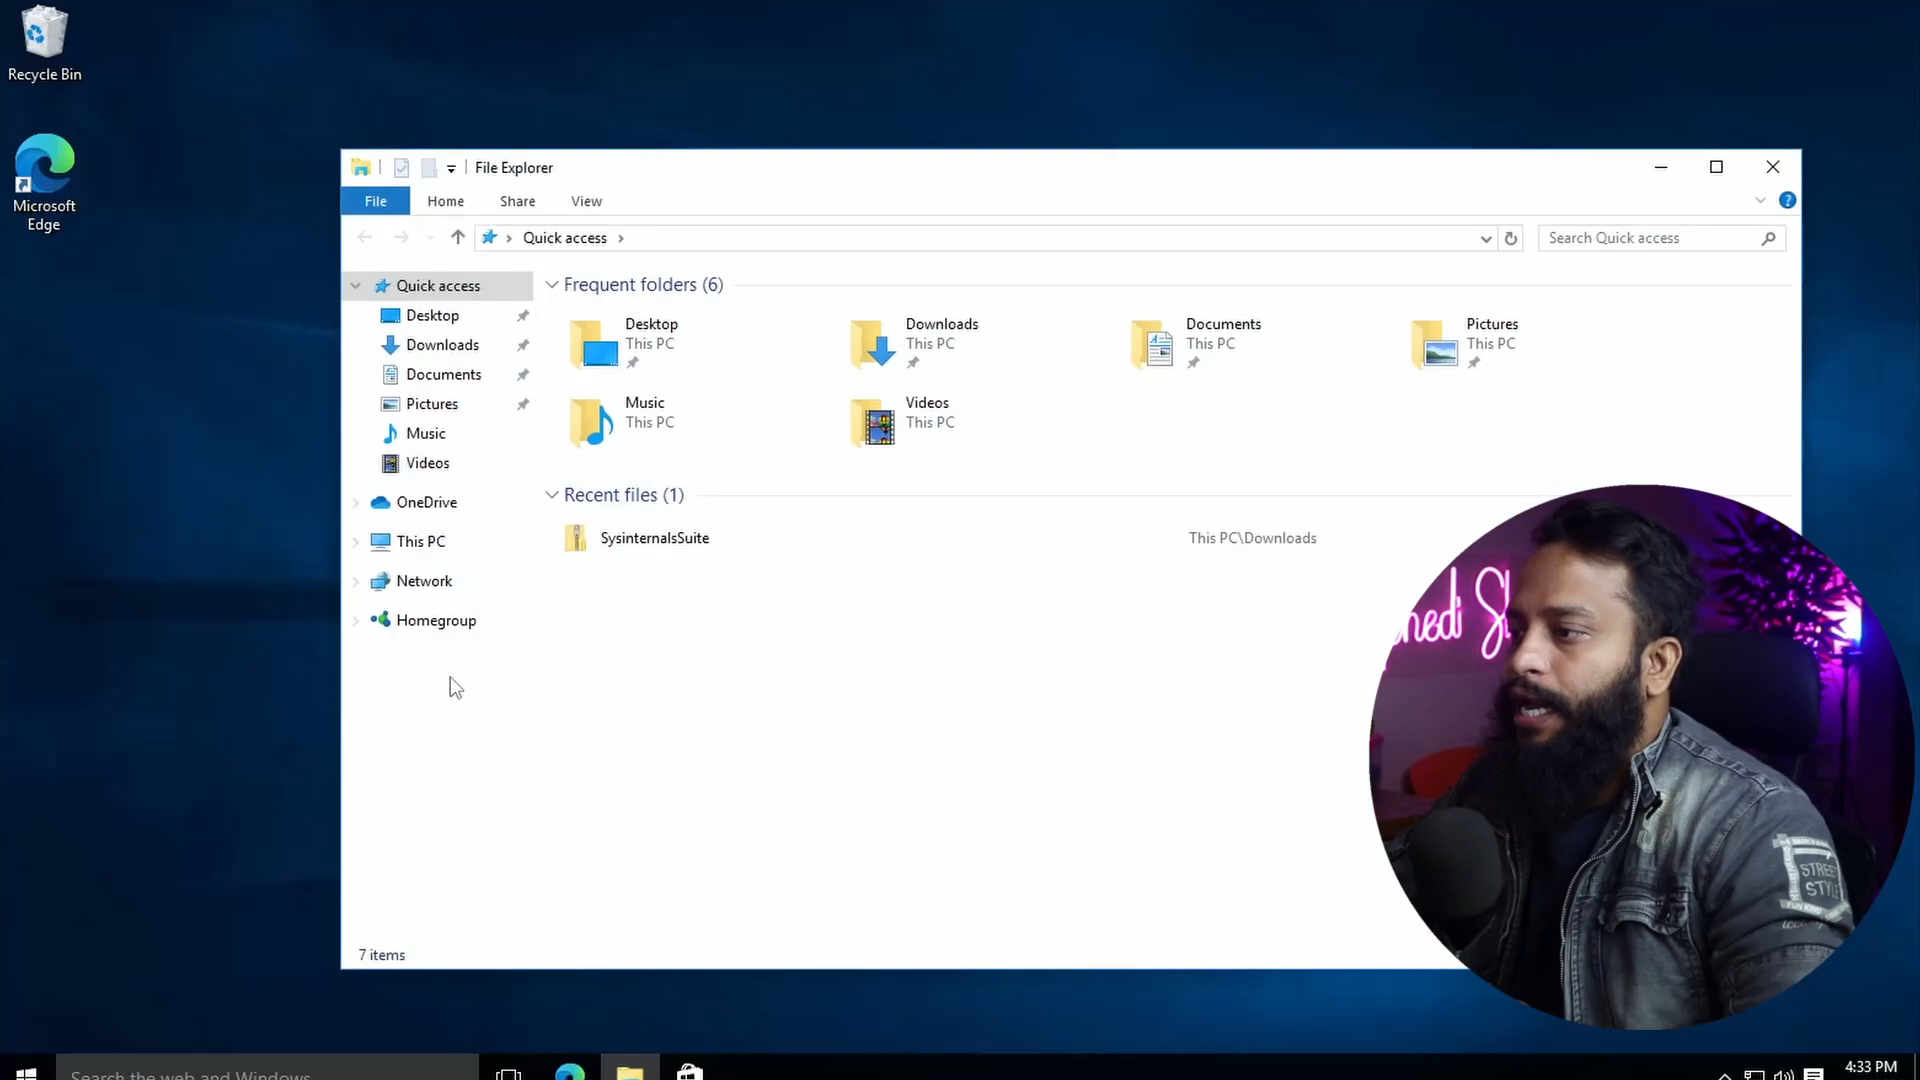 Recycle Bin
Microsoft
Edge
File Explorer
File
Home
Share
View
Quick access
Search Quick access
Quick access
Desktop
Downloads
Documents
Pictures
Music
Videos
OneDrive
This PC
Network
Homegroup
Frequent folders (6)
Desktop
This PC
Downloads
This PC
Documents
This PC
Pictures
This PC
Music
This PC
Videos
This PC
Recent files (1)
SysinternalsSuite
This PC\Downloads
7 items
STREET
STYLE
Search the web and Windows
4:33 PM